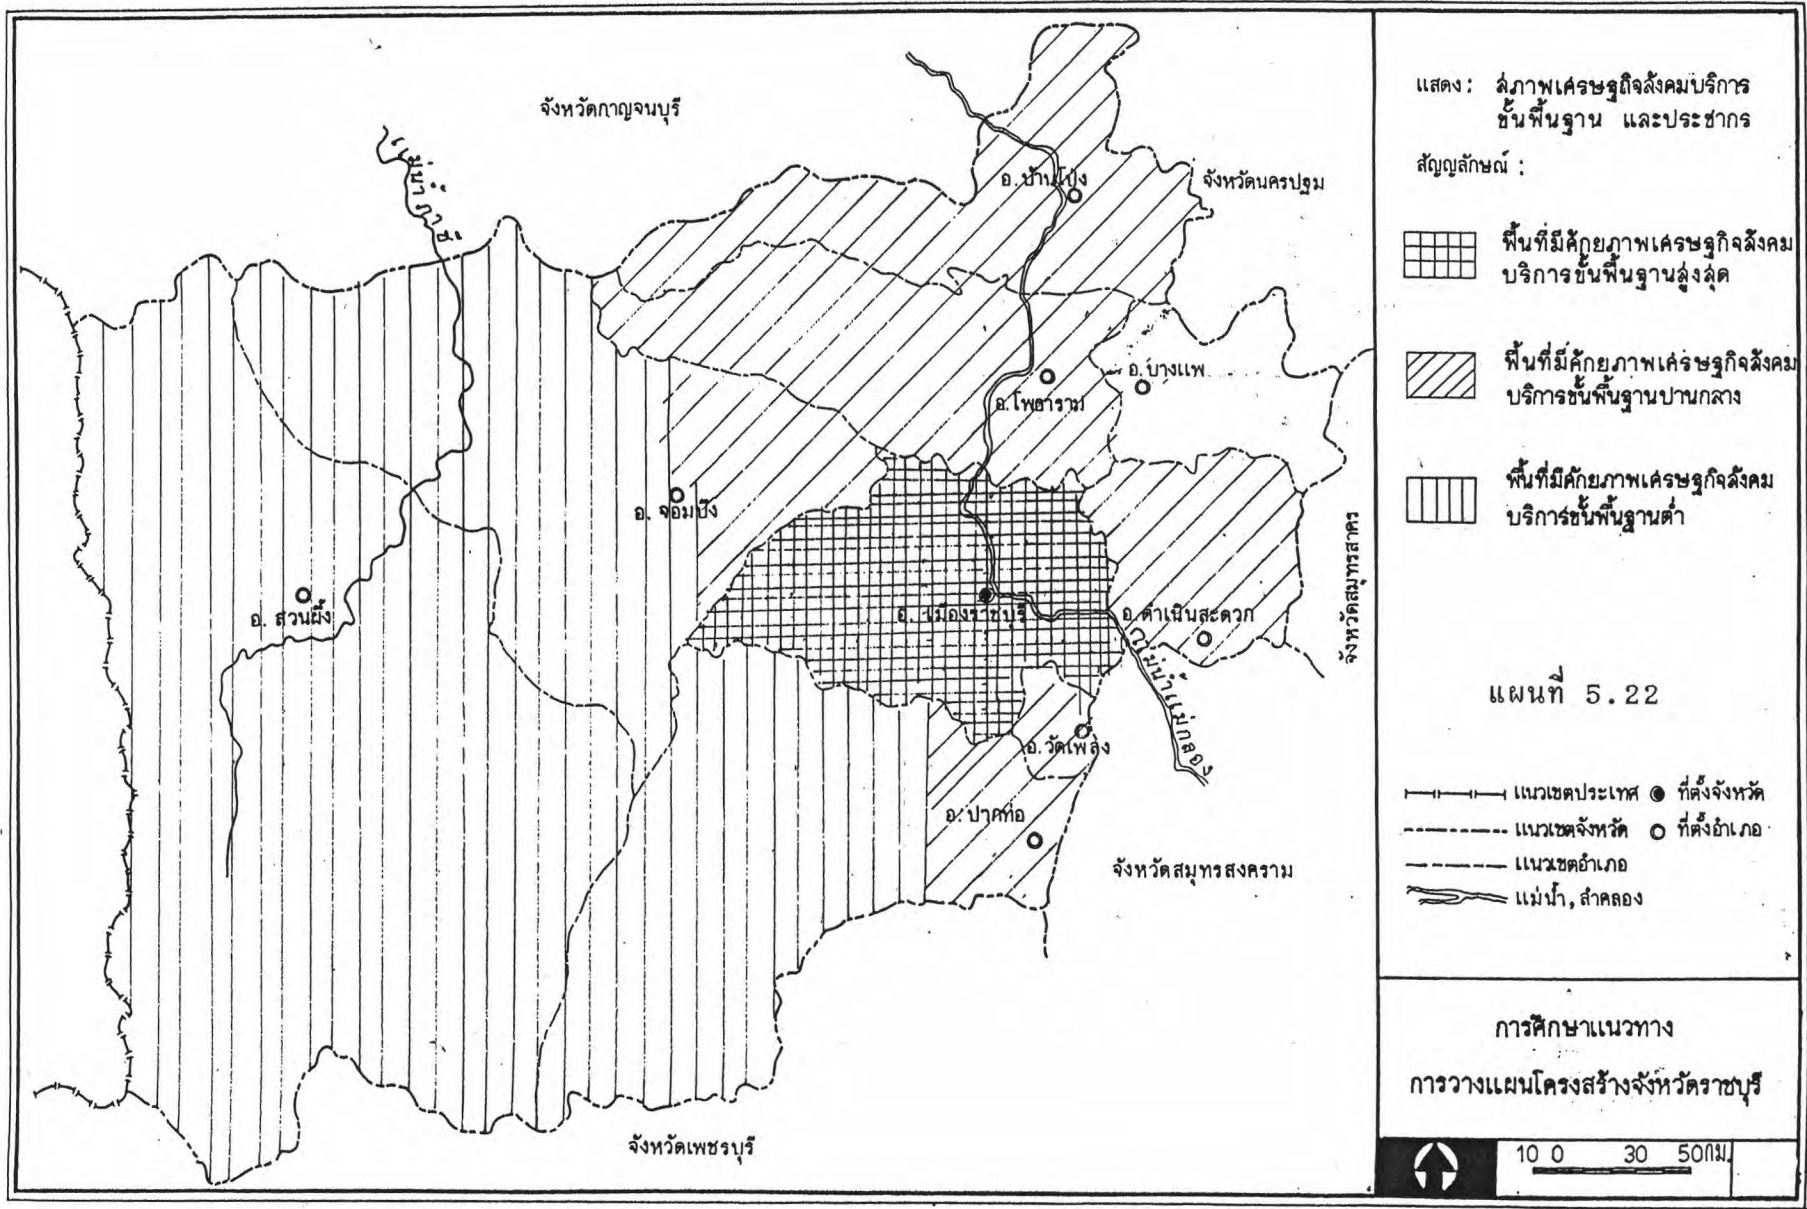 จังหวัดกาญจนบุรี
แม่น้ำภาชี
อ.บ้านโป่ง
จังหวัดนครปฐม
อ.บางแพ
อ.โพธาราม
อ. จอมบึง
อ. สวนผึ้ง
อ. เมืองราชบุรี
อ.ดำเนินสะดวก
แม่น้ำแม่กลอง
จังหวัดสมุทรสาคร
อ.วัดเพลง
อ.ปากท่อ
จังหวัดสมุทรสงคราม
จังหวัดเพชรบุรี
แสดง : สภาพเศรษฐกิจสังคมบริการ
ขั้นพื้นฐาน และประชากร
สัญญลักษณ์ :
พื้นที่มีศักยภาพเศรษฐกิจสังคม
บริการขั้นพื้นฐานสูงสุด
พื้นที่มีศักยภาพเศรษฐกิจสังคม
บริการขั้นพื้นฐานปานกลาง
พื้นที่มีศักยภาพเศรษฐกิจสังคม
บริการขั้นพื้นฐานต่ำ
แผนที่ 5.22
แนวเขตประเทศ ที่ตั้งจังหวัด
แนวเขตจังหวัด ที่ตั้งอำเภอ
แนวเขตอำเภอ
แม่น้ำ, ลำคลอง
การศึกษาแนวทาง
การวางแผนโครงสร้างจังหวัดราชบุรี
10 0 30 50กม.